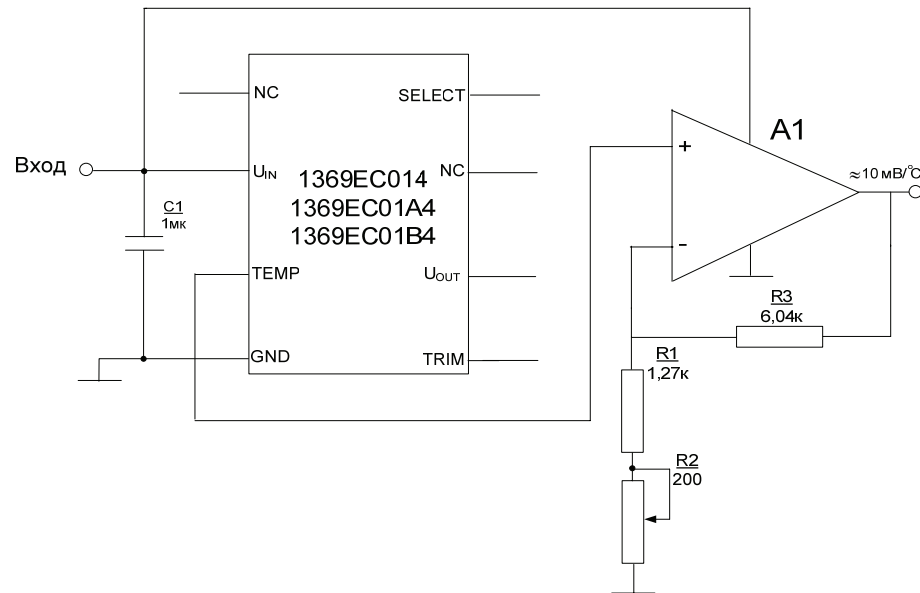 NC
SELECT
A1
+
Вход
UIN
NC
≈10 мВ/°C
1369ЕС014
1369ЕС01А4
1369ЕС01В4
C1
1мк
TEMP
UOUT
-
R3
6,04к
GND
TRIM
R1
1,27к
R2
200